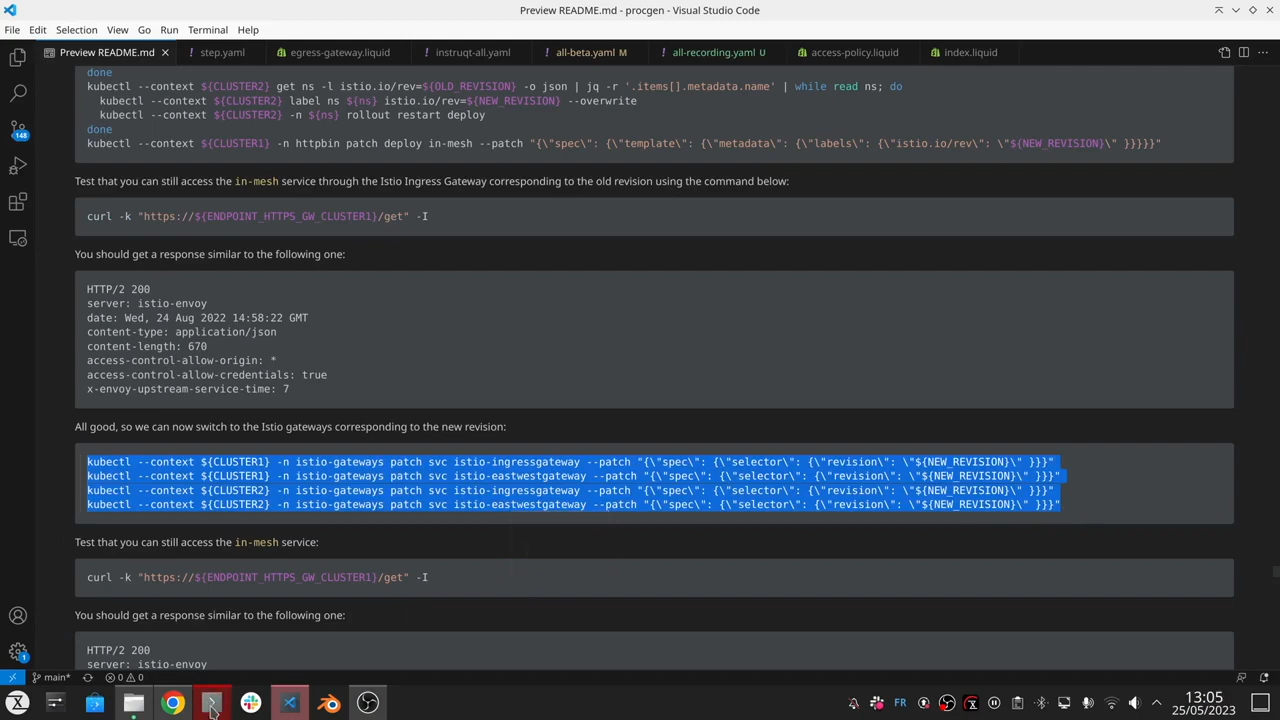 Preview README.md - procgen - Visual Studio Code
File Edit Selection View Go Run Terminal Help
Preview README.md step.yaml egress-gateway.liquid instruqt-all.yaml all-beta.yaml M all-recording.yaml U access-policy.liquid index.liquid
done
kubectl --context ${CLUSTER2} get ns -l istio.io/rev=${OLD_REVISION} -o json | jq -r '.items[].metadata.name' | while read ns; do
kubectl --context ${CLUSTER2} label ns ${ns} istio.io/rev=${NEW_REVISION} --overwrite
kubectl --context ${CLUSTER2} -n ${ns} rollout restart deploy
done
kubectl --context ${CLUSTER1} -n httpbin patch deploy in-mesh --patch "{\"spec\": {\"template\": {\"metadata\": {\"labels\": {\"istio.io/rev\": \"${NEW_REVISION}\" }}}}}"
Test that you can still access the in-mesh service through the Istio Ingress Gateway corresponding to the old revision using the command below:
curl -k "https://${ENDPOINT_HTTPS_GW_CLUSTER1}/get" -I
You should get a response similar to the following one:
HTTP/2 200
server: istio-envoy
date: Wed, 24 Aug 2022 14:58:22 GMT
content-type: application/json
content-length: 670
access-control-allow-origin: *
access-control-allow-credentials: true
x-envoy-upstream-service-time: 7
All good, so we can now switch to the Istio gateways corresponding to the new revision:
kubectl --context ${CLUSTER1} -n istio-gateways patch svc istio-ingressgateway --patch "{\"spec\": {\"selector\": {\"revision\": \"${NEW_REVISION}\" }}}"
kubectl --context ${CLUSTER1} -n istio-gateways patch svc istio-eastwestgateway --patch "{\"spec\": {\"selector\": {\"revision\": \"${NEW_REVISION}\" }}}"
kubectl --context ${CLUSTER2} -n istio-gateways patch svc istio-ingressgateway --patch "{\"spec\": {\"selector\": {\"revision\": \"${NEW_REVISION}\" }}}"
kubectl --context ${CLUSTER2} -n istio-gateways patch svc istio-eastwestgateway --patch "{\"spec\": {\"selector\": {\"revision\": \"${NEW_REVISION}\" }}}"
Test that you can still access the in-mesh service:
curl -k "https://${ENDPOINT_HTTPS_GW_CLUSTER1}/get" -I
You should get a response similar to the following one:
HTTP/2 200
server: istio-envoy
148
1
main* 0 0
FR
13:05
25/05/2023